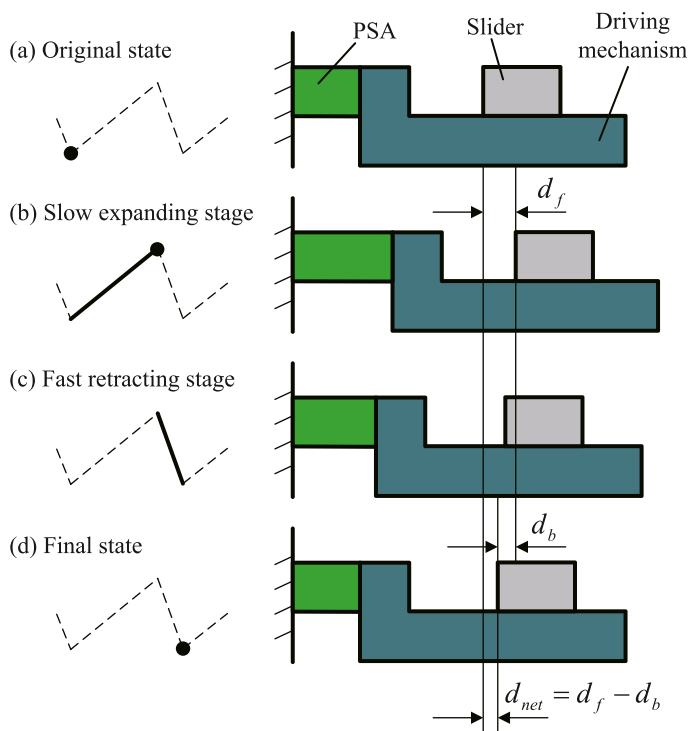 (a) Original state
PSA
Slider
Driving
mechanism
d_f
(b) Slow expanding stage
(c) Fast retracting stage
d_b
(d) Final state
d_net = d_f − d_b